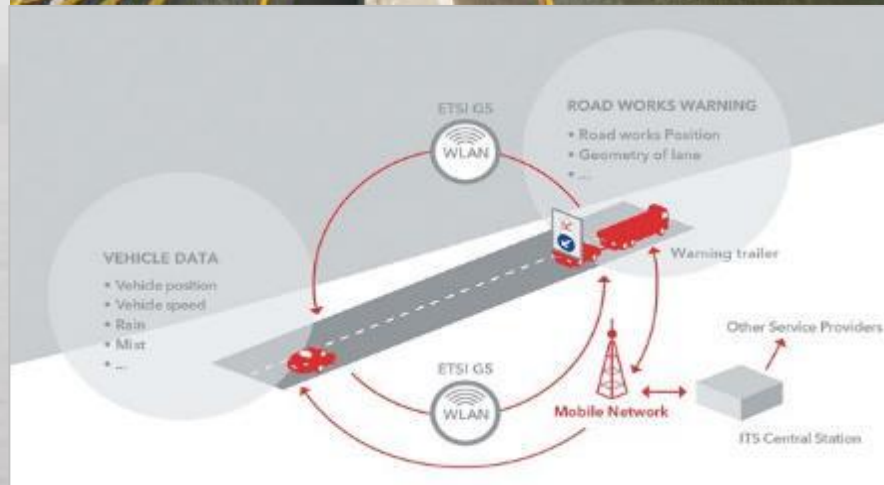 ETSI G5
WLAN
ROAD WORKS WARNING
• Road works Position
• Geometry of lane
• ...
VEHICLE DATA
• Vehicle position
• Vehicle speed
• Rain
• Mist
• ...
Warning trailer
Other Service Providers
ETSI G5
WLAN
Mobile Network
ITS Central Station